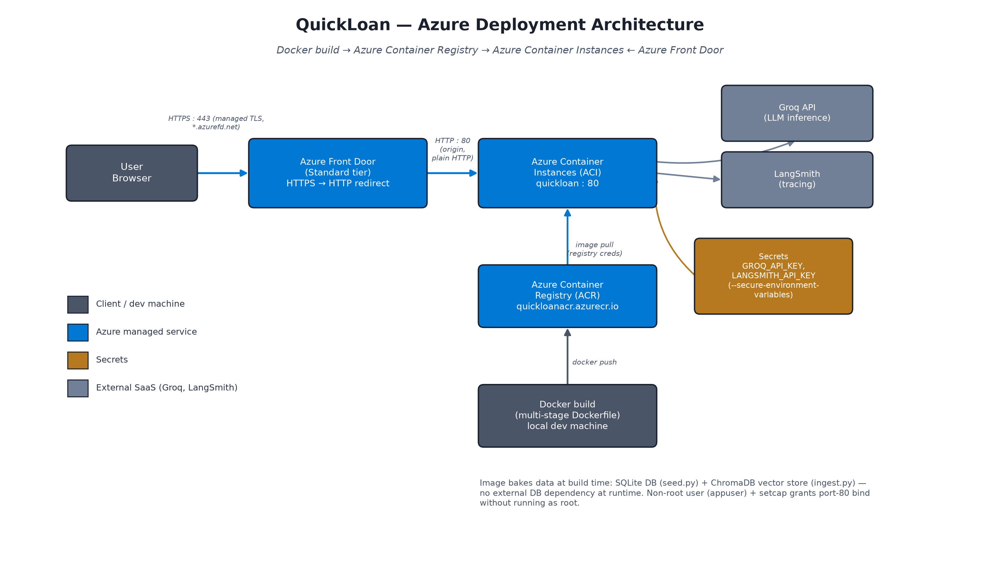 QuickLoan — Azure Deployment Architecture
Docker build → Azure Container Registry → Azure Container Instances ← Azure Front Door
Groq API
(LLM inference)
HTTPS : 443 (managed TLS,
*.azurefd.net)
HTTP : 80
(origin,
plain HTTP)
User
Browser
Azure Front Door
(Standard tier)
HTTPS → HTTP redirect
Azure Container
Instances (ACI)
quickloan : 80
LangSmith
(tracing)
image pull
(registry creds)
Secrets
GROQ_API_KEY,
LANGSMITH_API_KEY
(--secure-environment-
variables)
Azure Container
Registry (ACR)
quickloanacr.azurecr.io
Client / dev machine
Azure managed service
Secrets
External SaaS (Groq, LangSmith)
docker push
Docker build
(multi-stage Dockerfile)
local dev machine
Image bakes data at build time: SQLite DB (seed.py) + ChromaDB vector store (ingest.py) —
no external DB dependency at runtime. Non-root user (appuser) + setcap grants port-80 bind
without running as root.